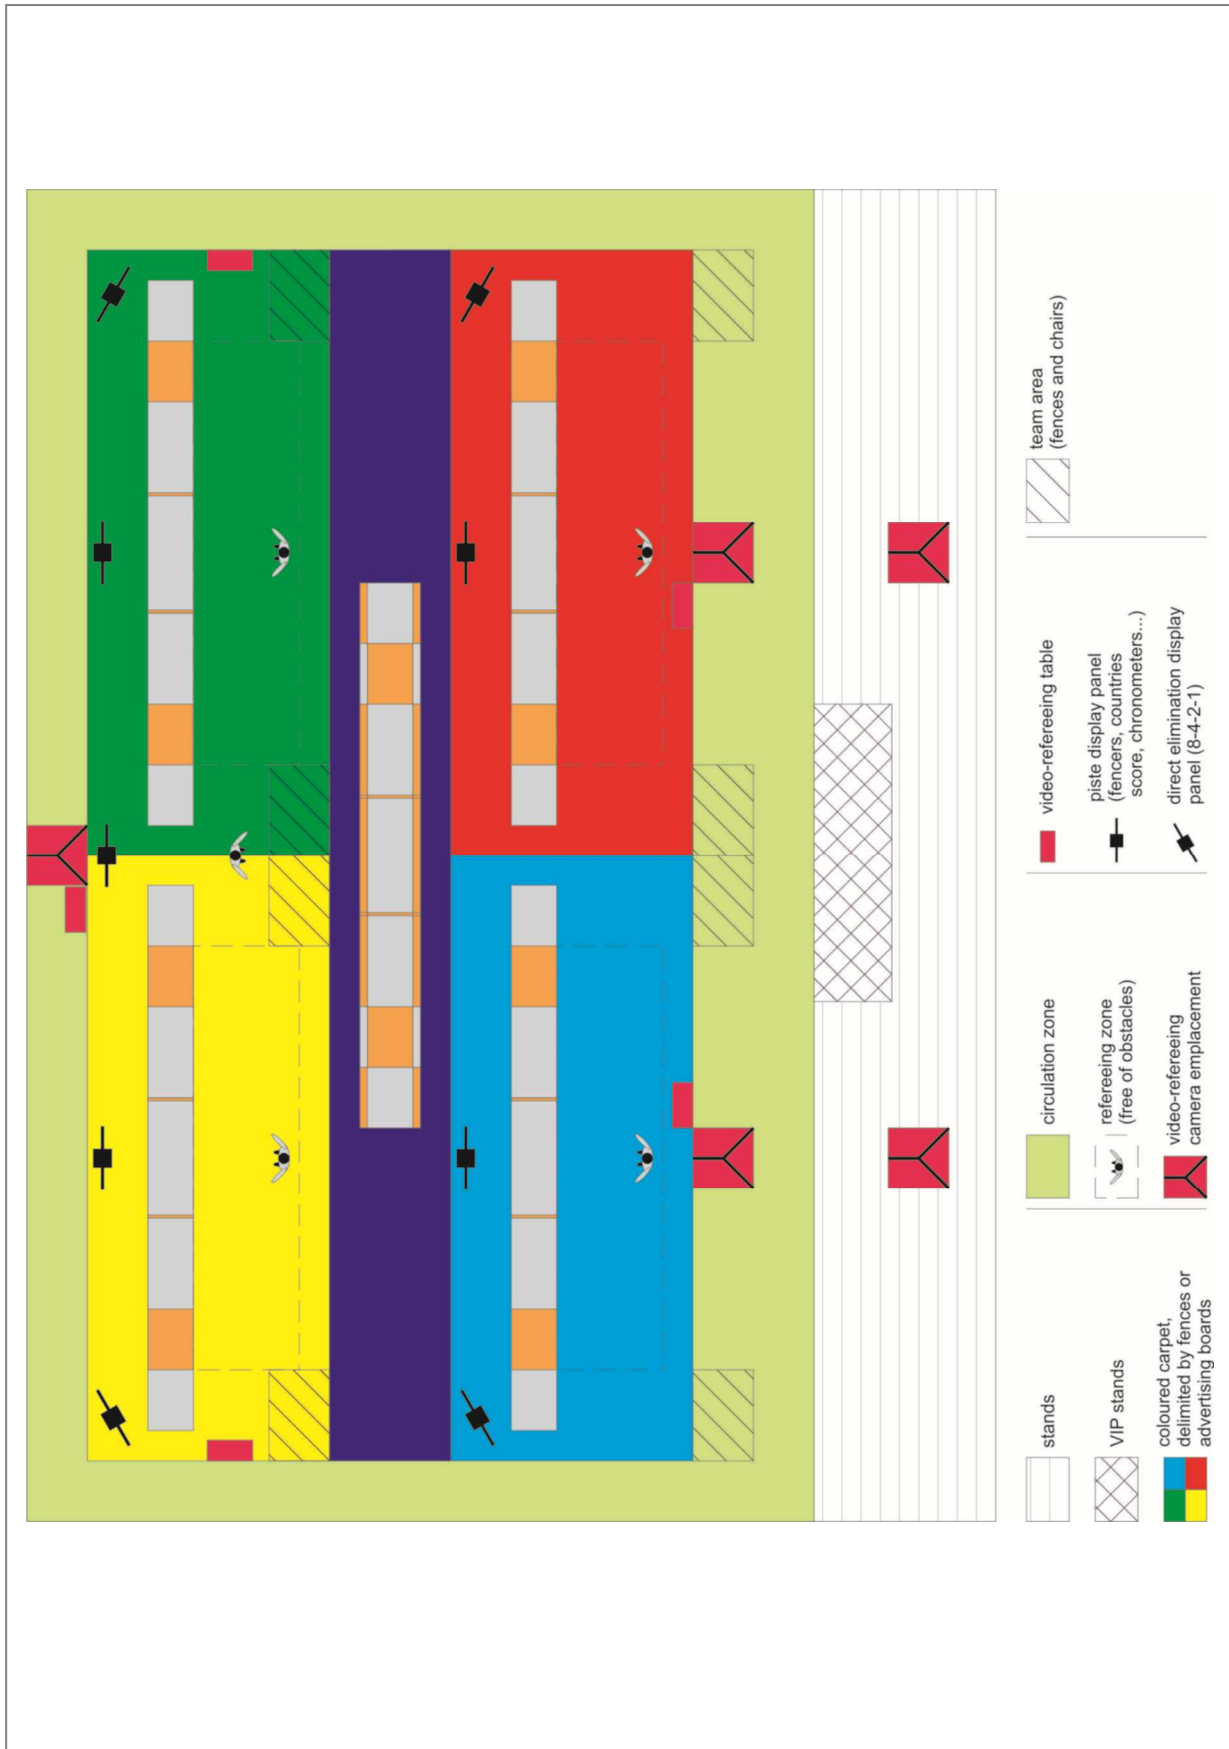 stands
VIP stands
coloured carpet,
delimited by fences or
advertising boards
circulation zone
refereeing zone
(free of obstacles)
video-refereeing
camera emplacement
video-refereeing table
piste display panel
(fencers, countries
score, chronometers...)
direct elimination display
panel (8-4-2-1)
team area
(fences and chairs)